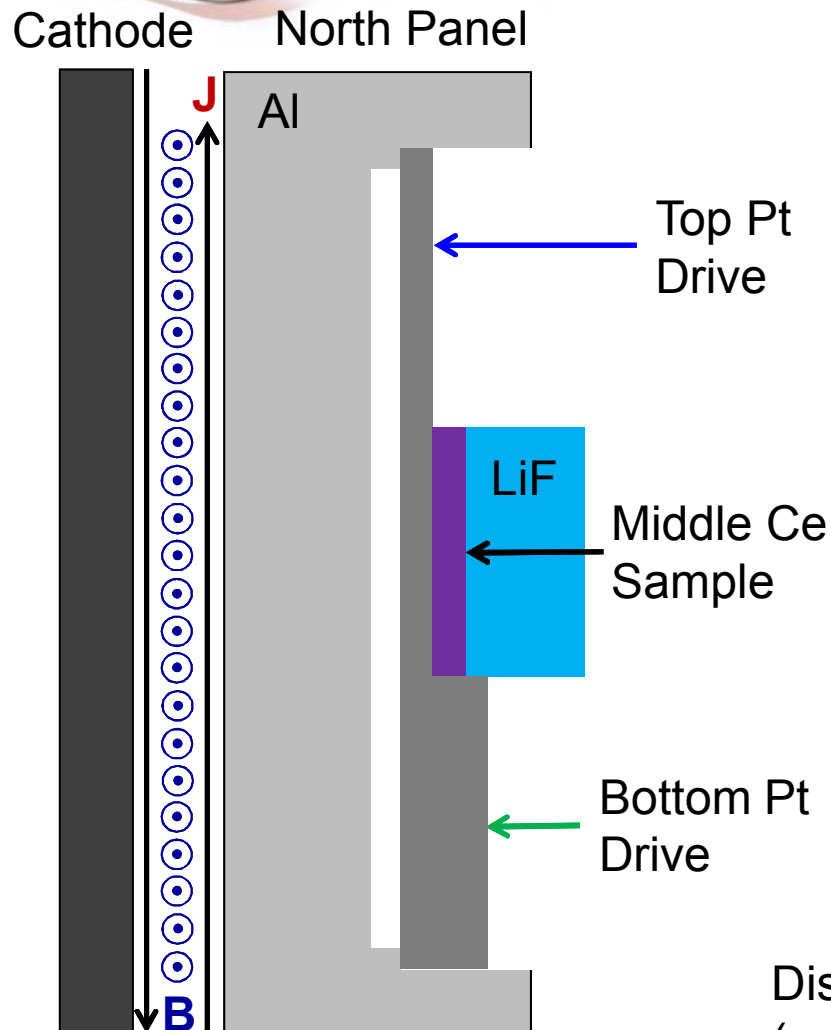 Cathode
North Panel
J
Al
Top Pt
Drive
LiF
Middle Ce
Sample
Bottom Pt
Drive
B